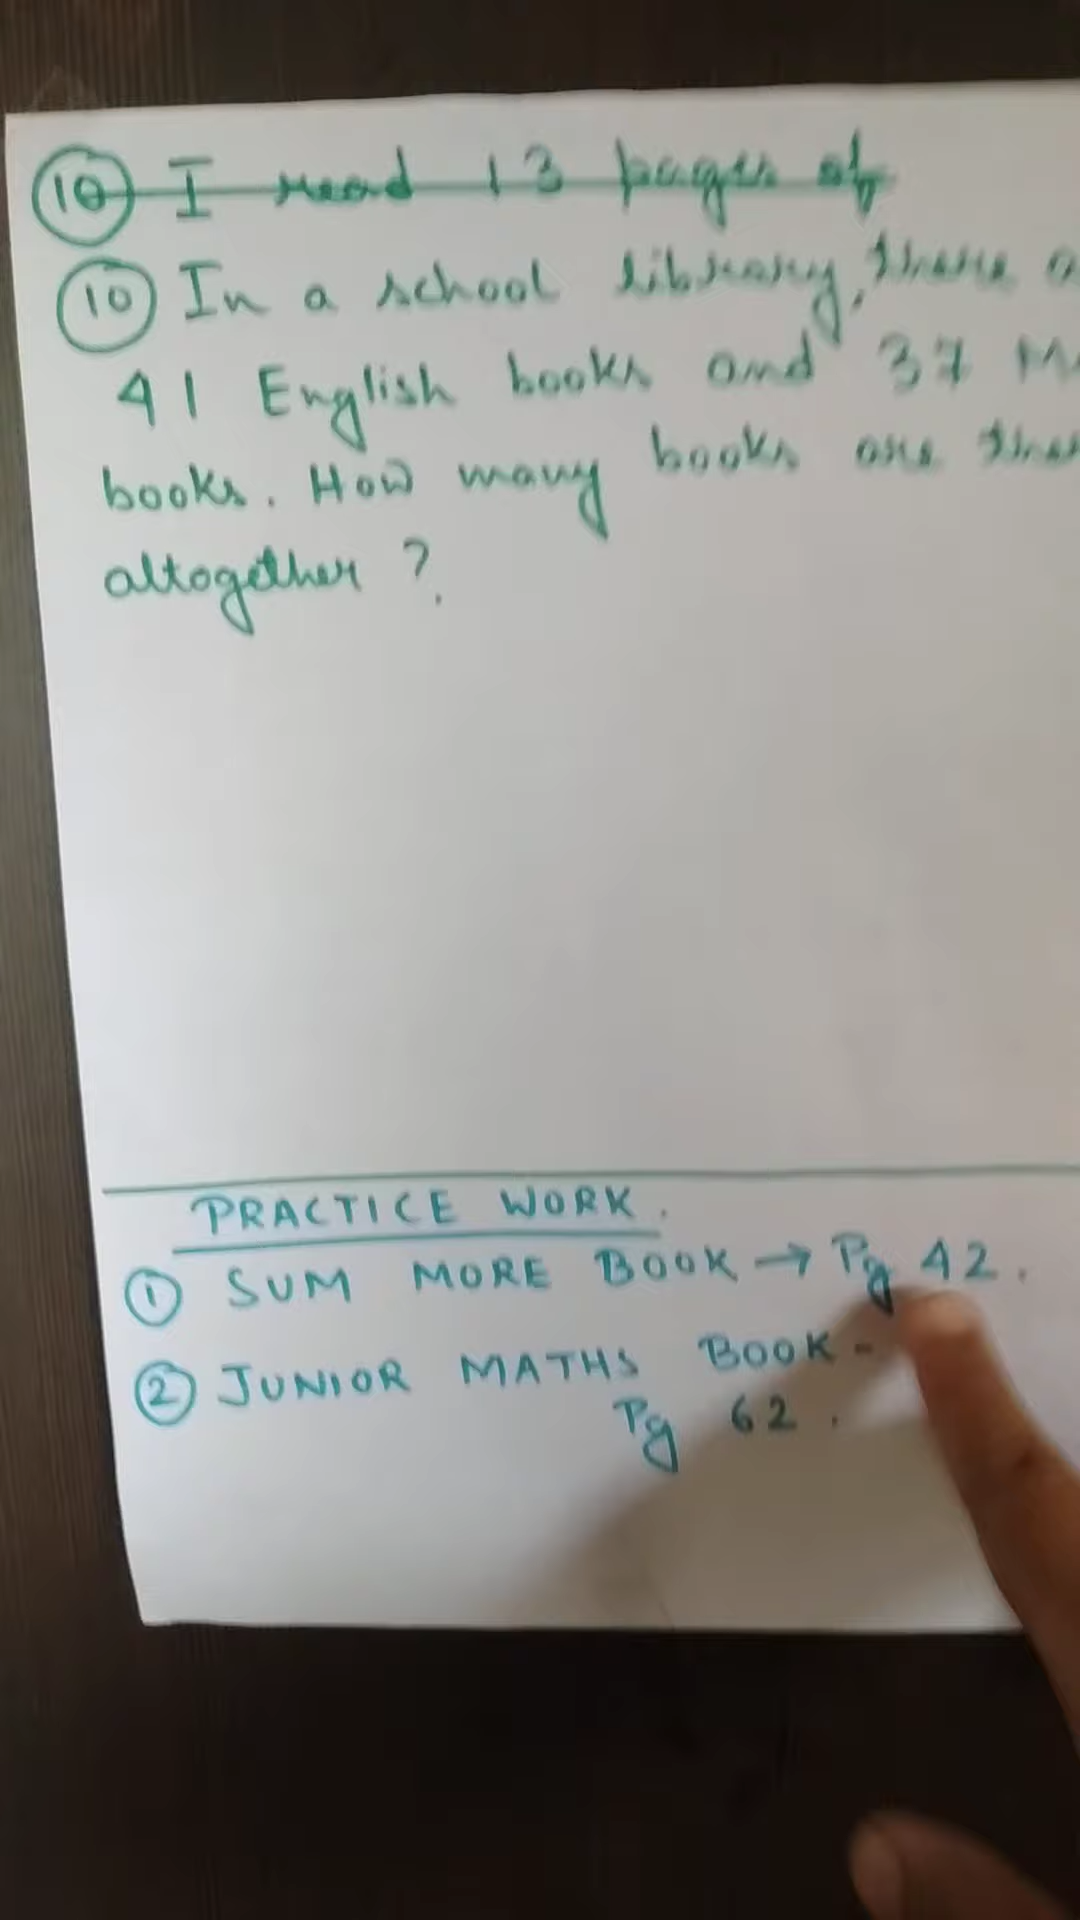 10 I read 13 pages of
10 In a school library, there
41 English books and 37
books. How many books are
altogether ?
PRACTICE WORK.
1 SUM MORE BOOK → Pg 42.
2 JUNIOR MATHS BOOK -
Pg 62.